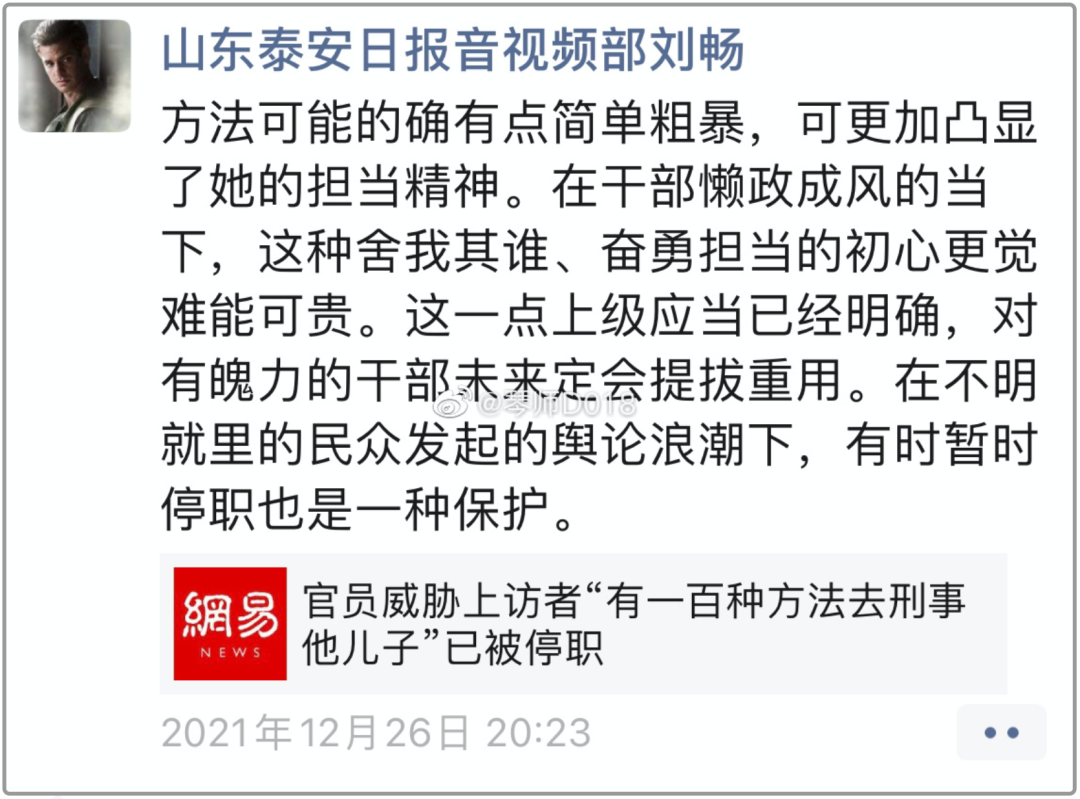 山东泰安日报音视频部刘畅
方法可能的确有点简单粗暴，可更加凸显
了她的担当精神。在干部懒政成风的当
下，这种舍我其谁、奋勇担当的初心更觉
难能可贵。这一点上级应当已经明确，对
有魄力的干部未来定会提拔重用。在不明
@琴师D018
就里的民众发起的舆论浪潮下，有时暂时
停职也是一种保护。
網易
NEWS
官员威胁上访者“有一百种方法去刑事
他儿子”已被停职
2021年12月26日 20:23